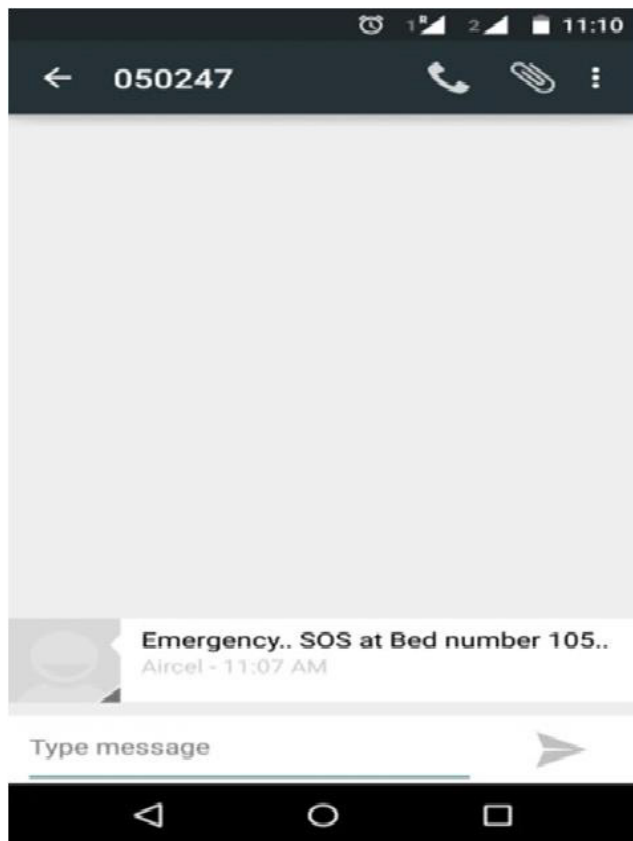 1 R 2 11:10
050247
Emergency.. SOS at Bed number 105..
Aircel - 11:07 AM
Type message